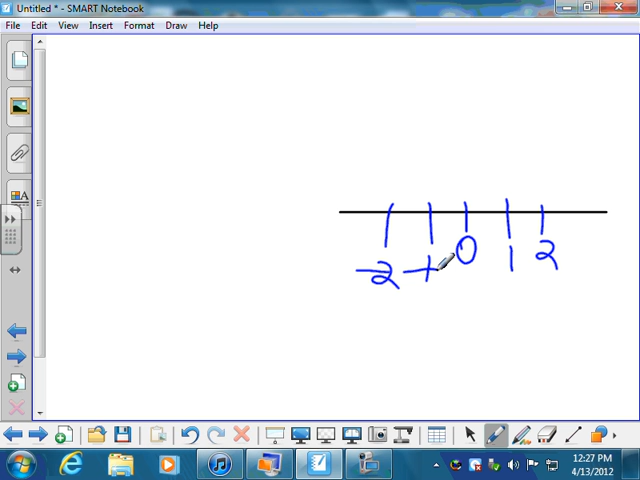 Untitled * - SMART Notebook
File Edit View Insert Format Draw Help
-2 -1 0 1 2
12:27 PM
4/13/2012